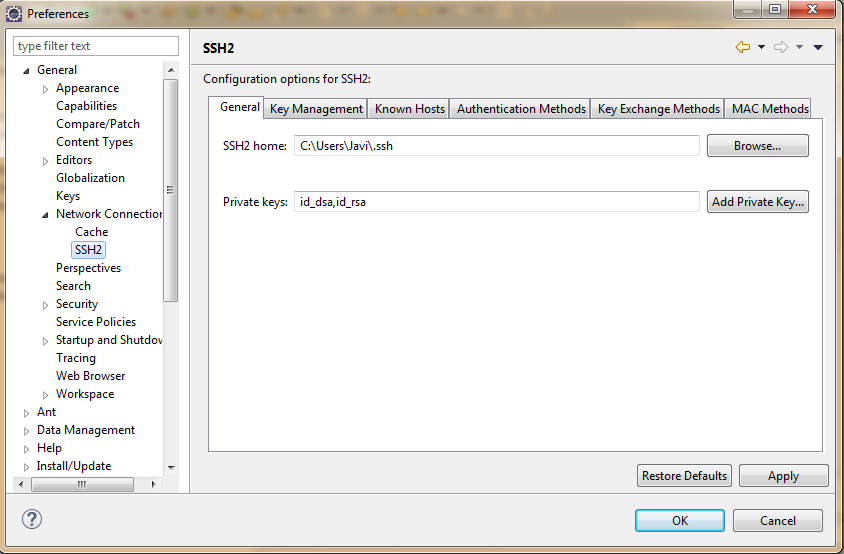 Preferences
type filter text
General
Appearance
Capabilities
Compare/Patch
Content Types
Editors
Globalization
Keys
Network Connection
Cache
SSH2
Perspectives
Search
Security
Service Policies
Startup and Shutdov
Tracing
Web Browser
Workspace
Ant
Data Management
Help
Install/Update
SSH2
Configuration options for SSH2:
General Key Management Known Hosts Authentication Methods Key Exchange Methods MAC Methods
SSH2 home: C:\Users\Javi\.ssh Browse...
Private keys: id_dsa,id_rsa Add Private Key...
Restore Defaults Apply
? OK Cancel